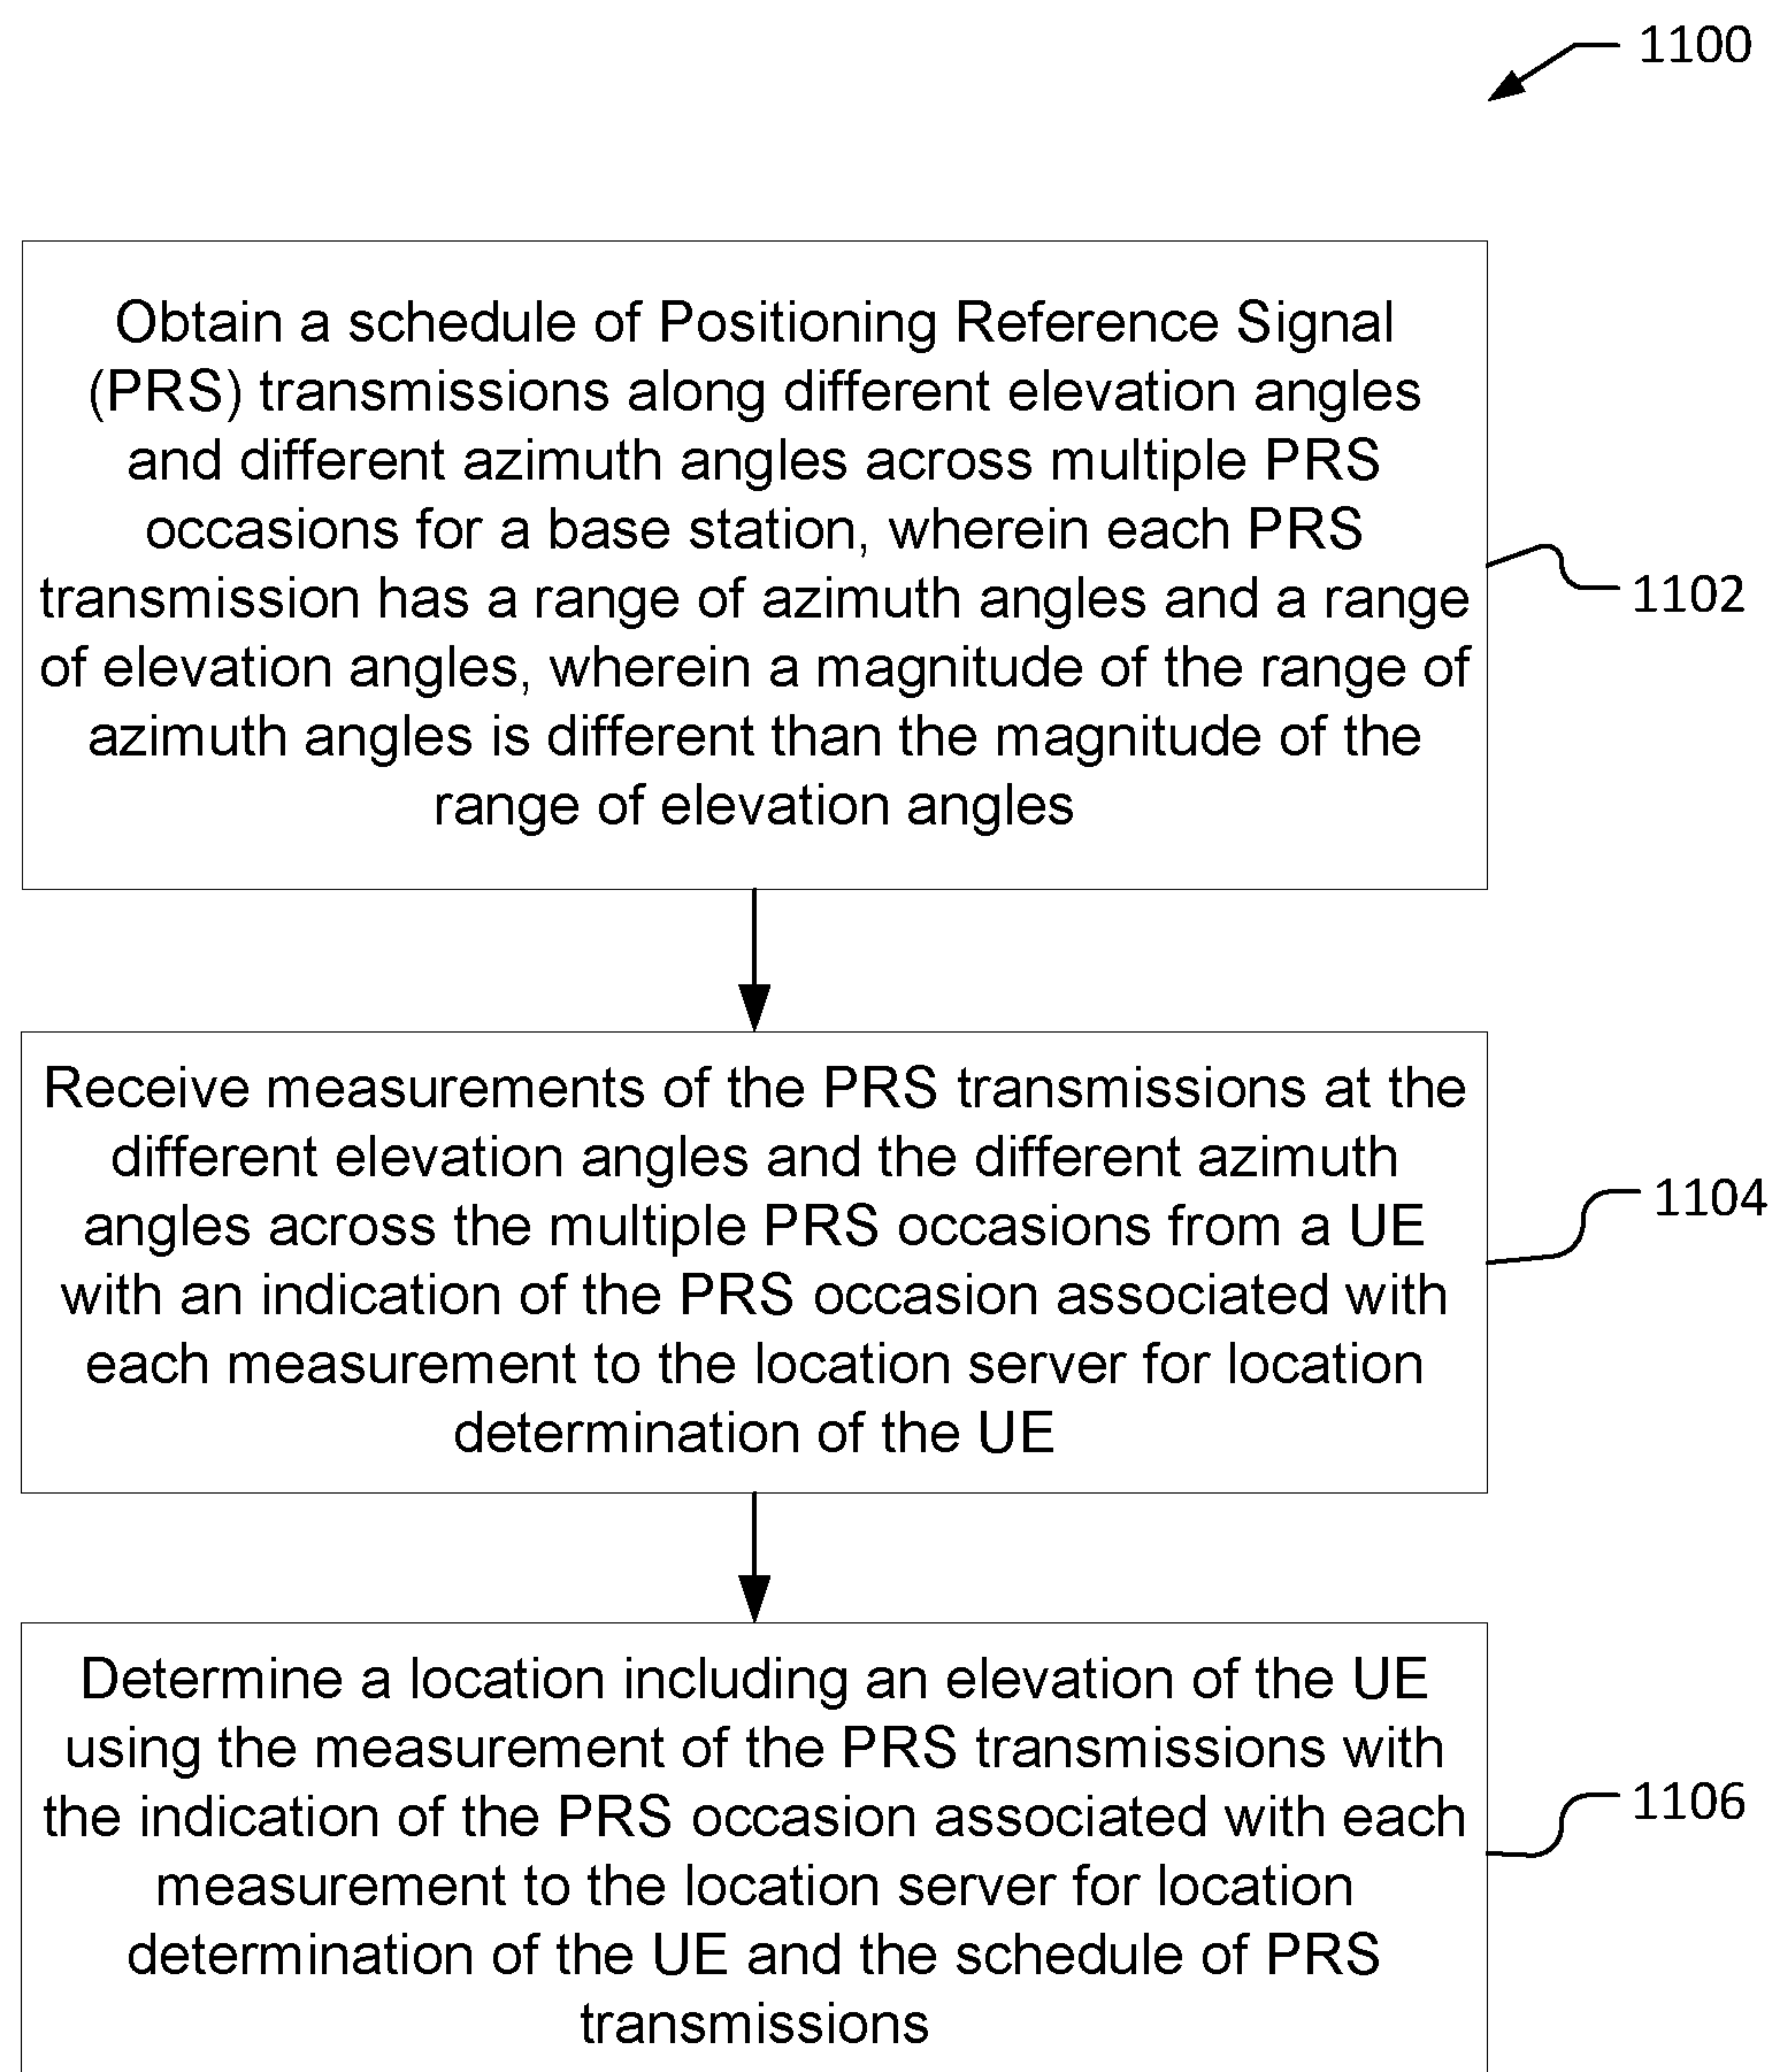 1100
Obtain a schedule of Positioning Reference Signal
(PRS) transmissions along different elevation angles
and different azimuth angles across multiple PRS
occasions for a base station, wherein each PRS
transmission has a range of azimuth angles and a range
of elevation angles, wherein a magnitude of the range of
azimuth angles is different than the magnitude of the
range of elevation angles
1102
Receive measurements of the PRS transmissions at the
different elevation angles and the different azimuth
angles across the multiple PRS occasions from a UE
with an indication of the PRS occasion associated with
each measurement to the location server for location
determination of the UE
1104
Determine a location including an elevation of the UE
using the measurement of the PRS transmissions with
the indication of the PRS occasion associated with each
measurement to the location server for location
determination of the UE and the schedule of PRS
transmissions
1106